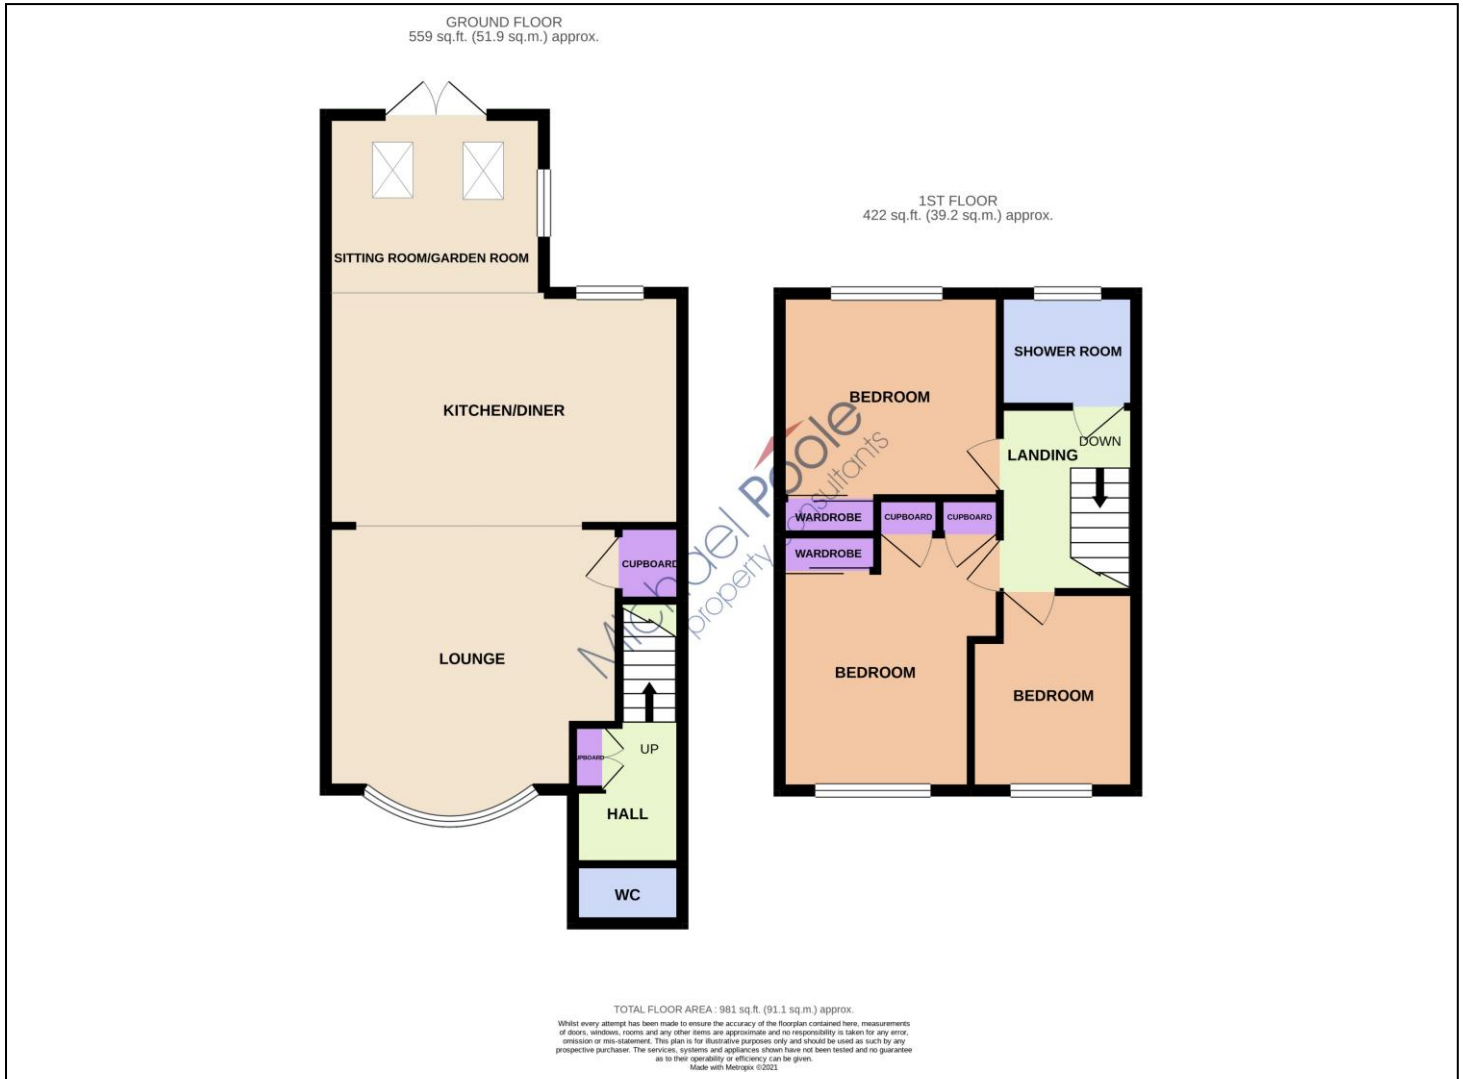 GROUND FLOOR
559 sq.ft. (51.9 sq.m.) approx.
1ST FLOOR
422 sq.ft. (39.2 sq.m.) approx.
SITTING ROOM/GARDEN ROOM
KITCHEN/DINER
CUPBOARD
LOUNGE
UP
UPBOARD
HALL
WC
SHOWER ROOM
BEDROOM
DOWN
LANDING
WARDROBE
CUPBOARD
CUPBOARD
WARDROBE
BEDROOM
BEDROOM
Michael Poole
property consultants
TOTAL FLOOR AREA : 981 sq.ft. (91.1 sq.m.) approx.
Whilst every attempt has been made to ensure the accuracy of the floorplan contained here, measurements
of doors, windows, rooms and any other items are approximate and no responsibility is taken for any error,
omission or mis-statement. This plan is for illustrative purposes only and should be used as such by any
prospective purchaser. The services, systems and appliances shown have not been tested and no guarantee
as to their operability or efficiency can be given.
Made with Metropix ©2021